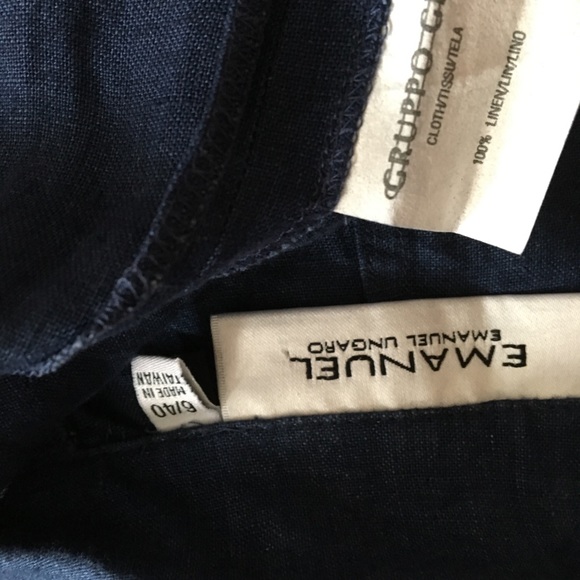 GRUPPO
CLOTH/TISSU/TELA
100% LINEN/LIN/LINO
EMANUEL
EMANUEL UNGARO
6/40
MADE IN
TAIWAN